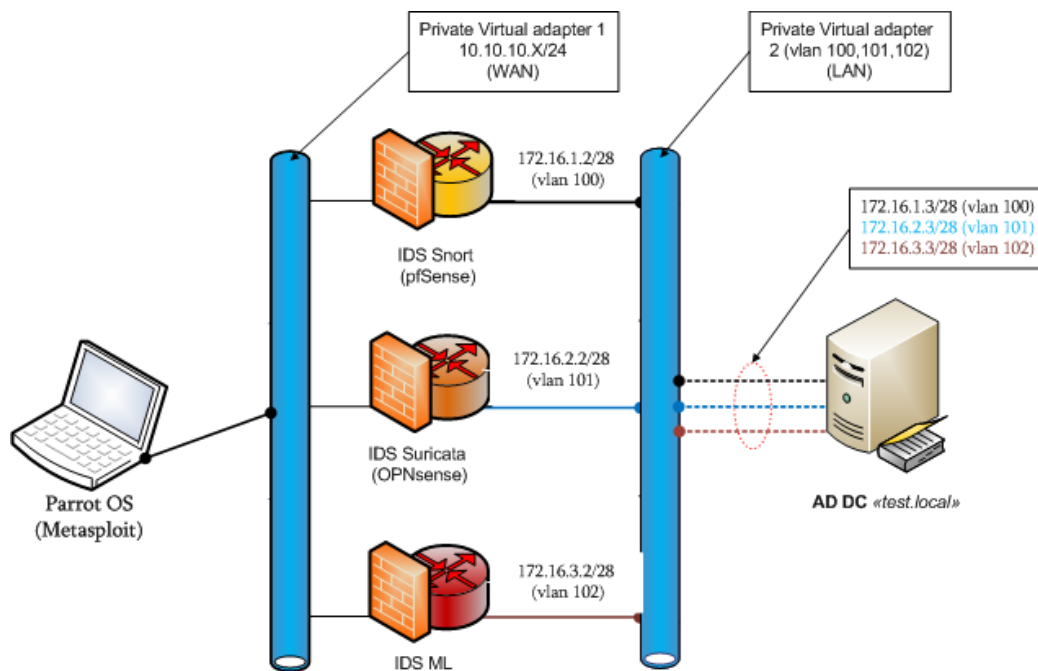 Private Virtual adapter 1
10.10.10.X/24
(WAN)
Private Virtual adapter
2 (vlan 100,101,102)
(LAN)
172.16.1.2/28
(vlan 100)
IDS Snort
(pfSense)
172.16.1.3/28 (vlan 100)
172.16.2.3/28 (vlan 101)
172.16.3.3/28 (vlan 102)
172.16.2.2/28
(vlan 101)
IDS Suricata
(OPNsense)
Parrot OS
(Metasploit)
AD DC «test.local»
172.16.3.2/28
(vlan 102)
IDS ML